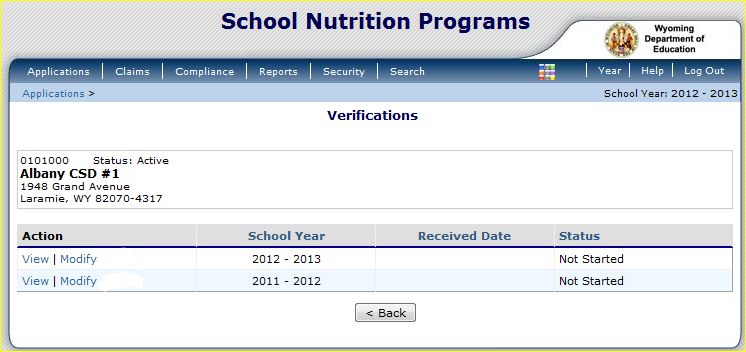 School Nutrition Programs
Wyoming
Department of
Education
Applications | Claims | Compliance | Reports | Security | Search | Year | Help | Log Out
Applications > School Year: 2012 - 2013
Verifications
0101000 Status: Active
Albany CSD #1
1948 Grand Avenue
Laramie, WY 82070-4317
Action School Year Received Date Status
View | Modify 2012 - 2013 Not Started
View | Modify 2011 - 2012 Not Started
< Back